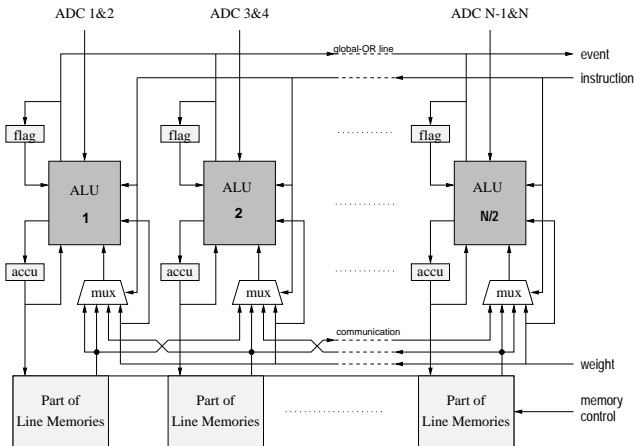 ADC 1&2 ADC 3&4 ADC N-1&N
global-OR line
event
instruction
flag flag flag
ALU ALU ALU
1 2 N/2
accu accu accu
mux mux mux
communication
weight
Part of Part of Part of
Line Memories Line Memories Line Memories
memory
control